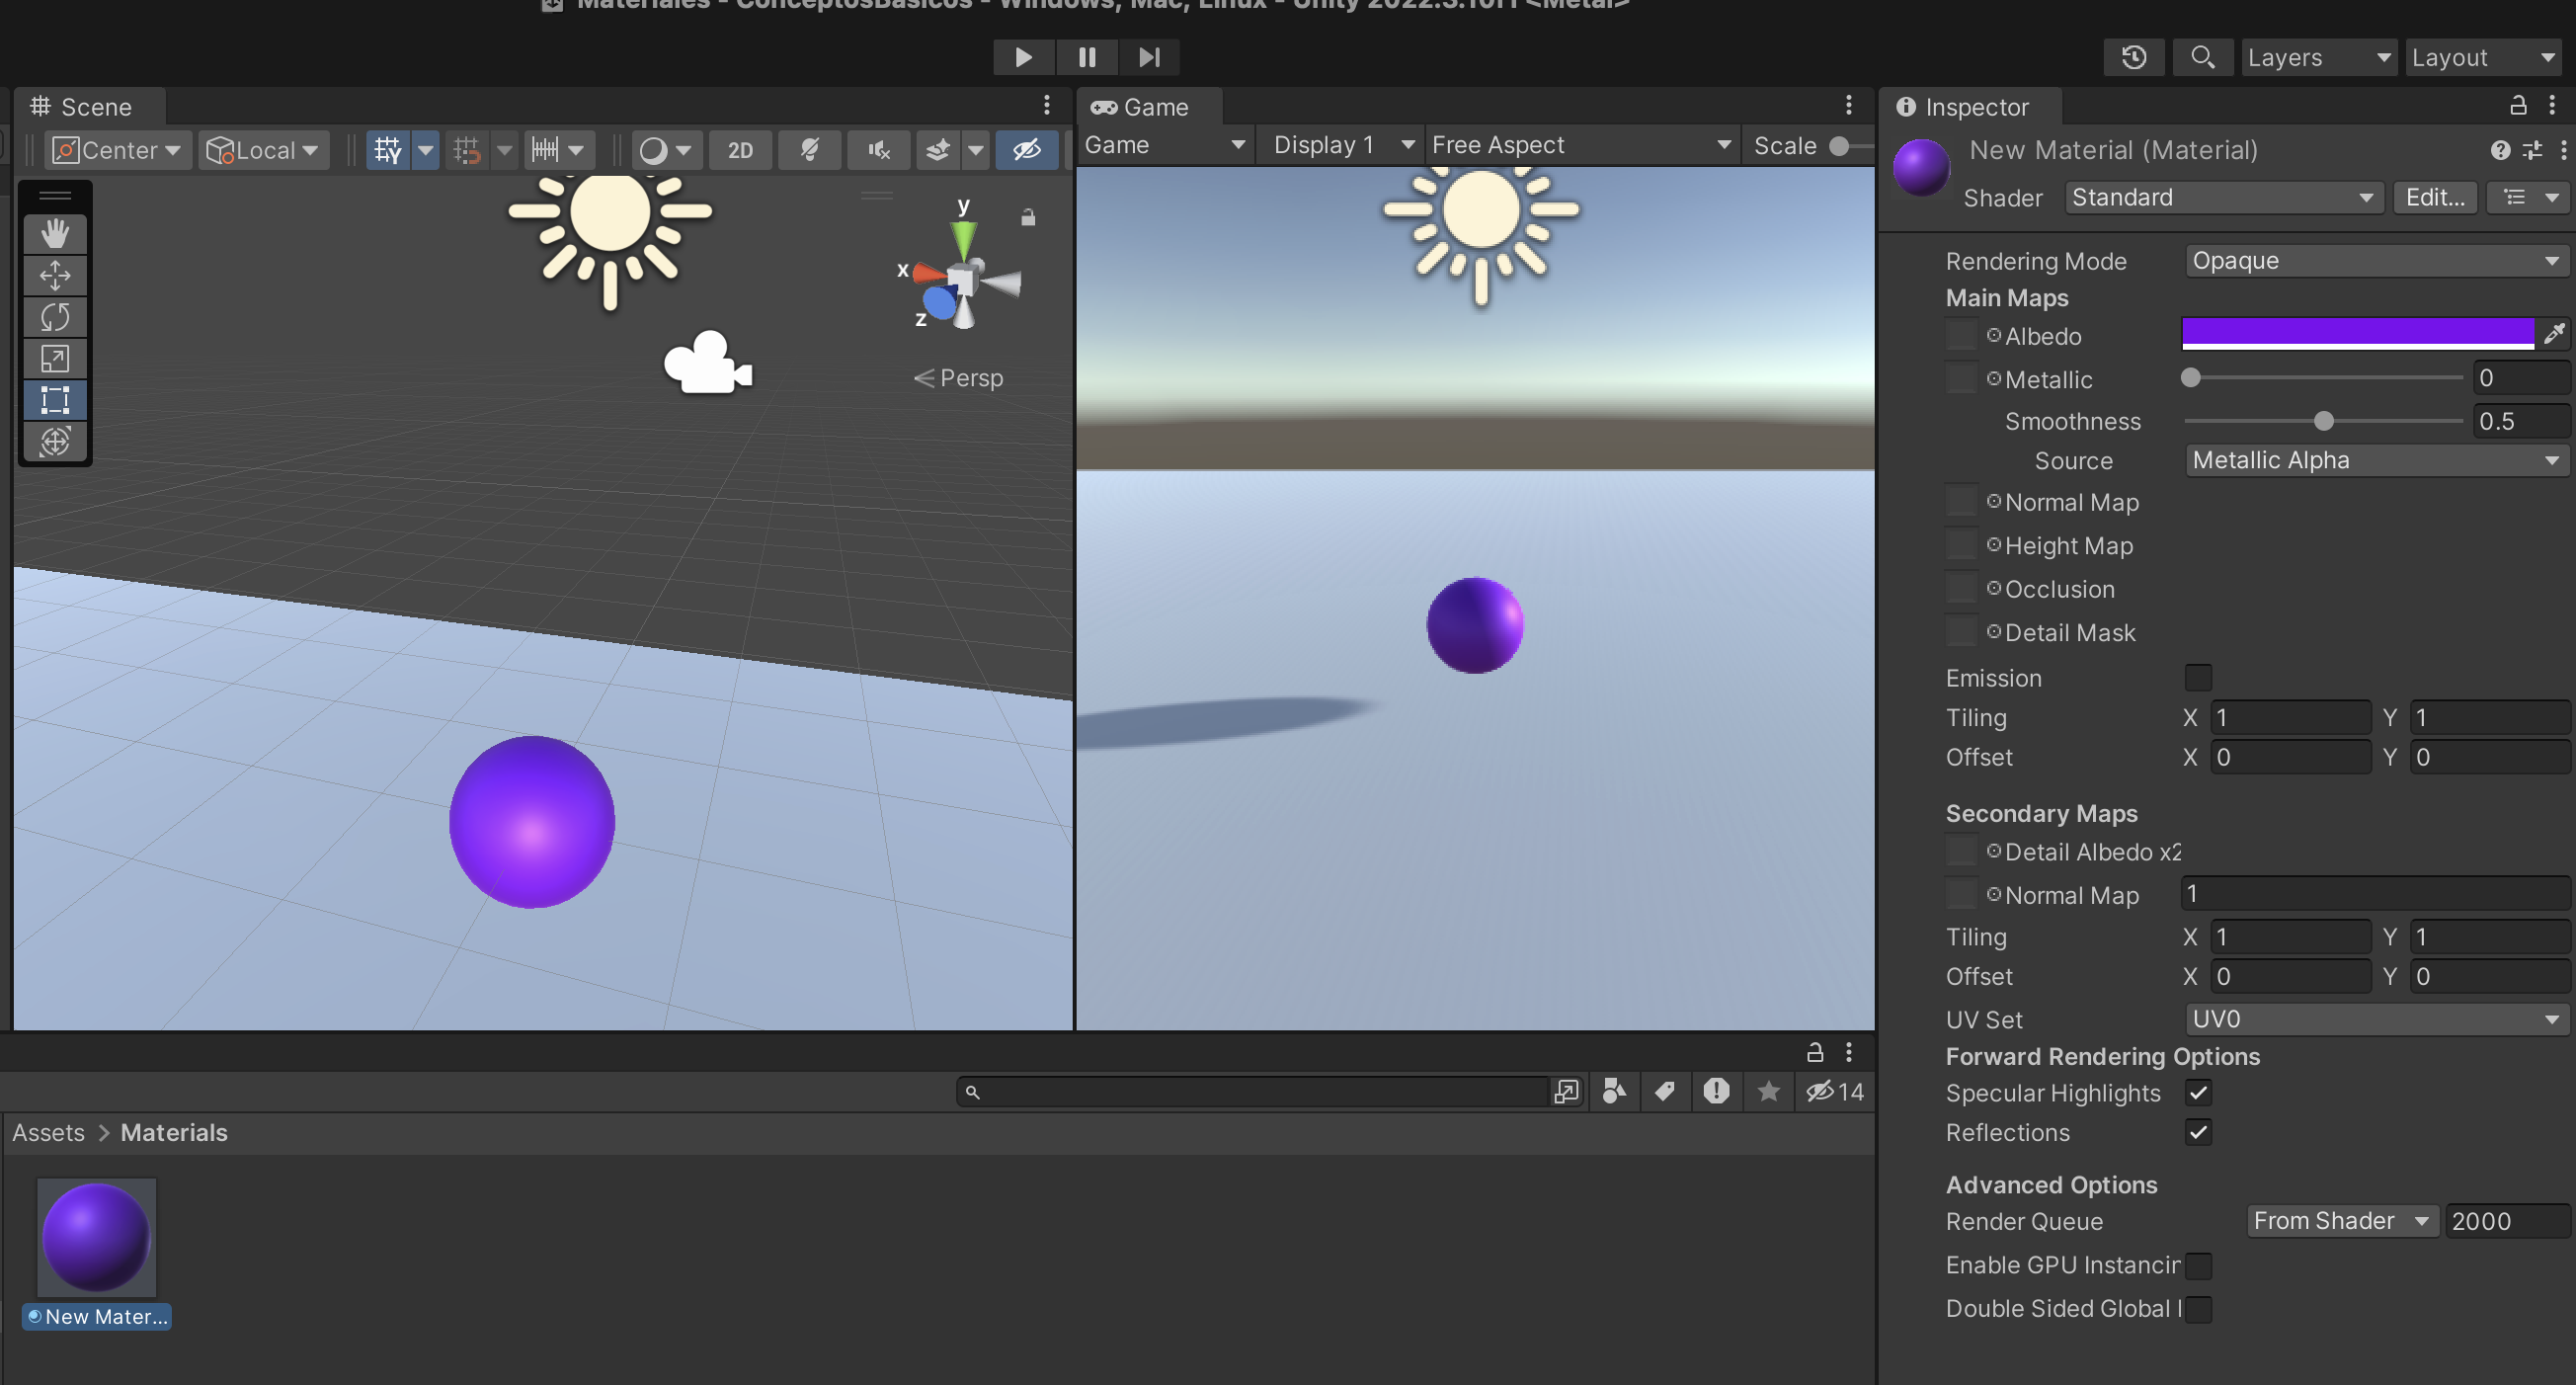 Materiales - ConceptosBasicos - Windows, Mac, Linux - Unity 2022.3.10f1 <Metal>
Layers
Layout
Scene
Center
Local
2D
y
x
z
Persp
Game
Game
Display 1
Free Aspect
Scale
Inspector
New Material (Material)
Shader
Standard
Edit...
Rendering Mode
Opaque
Main Maps
Albedo
Metallic
0
Smoothness
0.5
Source
Metallic Alpha
Normal Map
Height Map
Occlusion
Detail Mask
Emission
Tiling X 1 Y 1
Offset X 0 Y 0
Secondary Maps
Detail Albedo x2
Normal Map
1
Tiling X 1 Y 1
Offset X 0 Y 0
UV Set
UV0
Forward Rendering Options
Specular Highlights
Reflections
Advanced Options
Render Queue
From Shader
2000
Enable GPU Instancin
Double Sided Global I
14
Assets > Materials
New Mater...